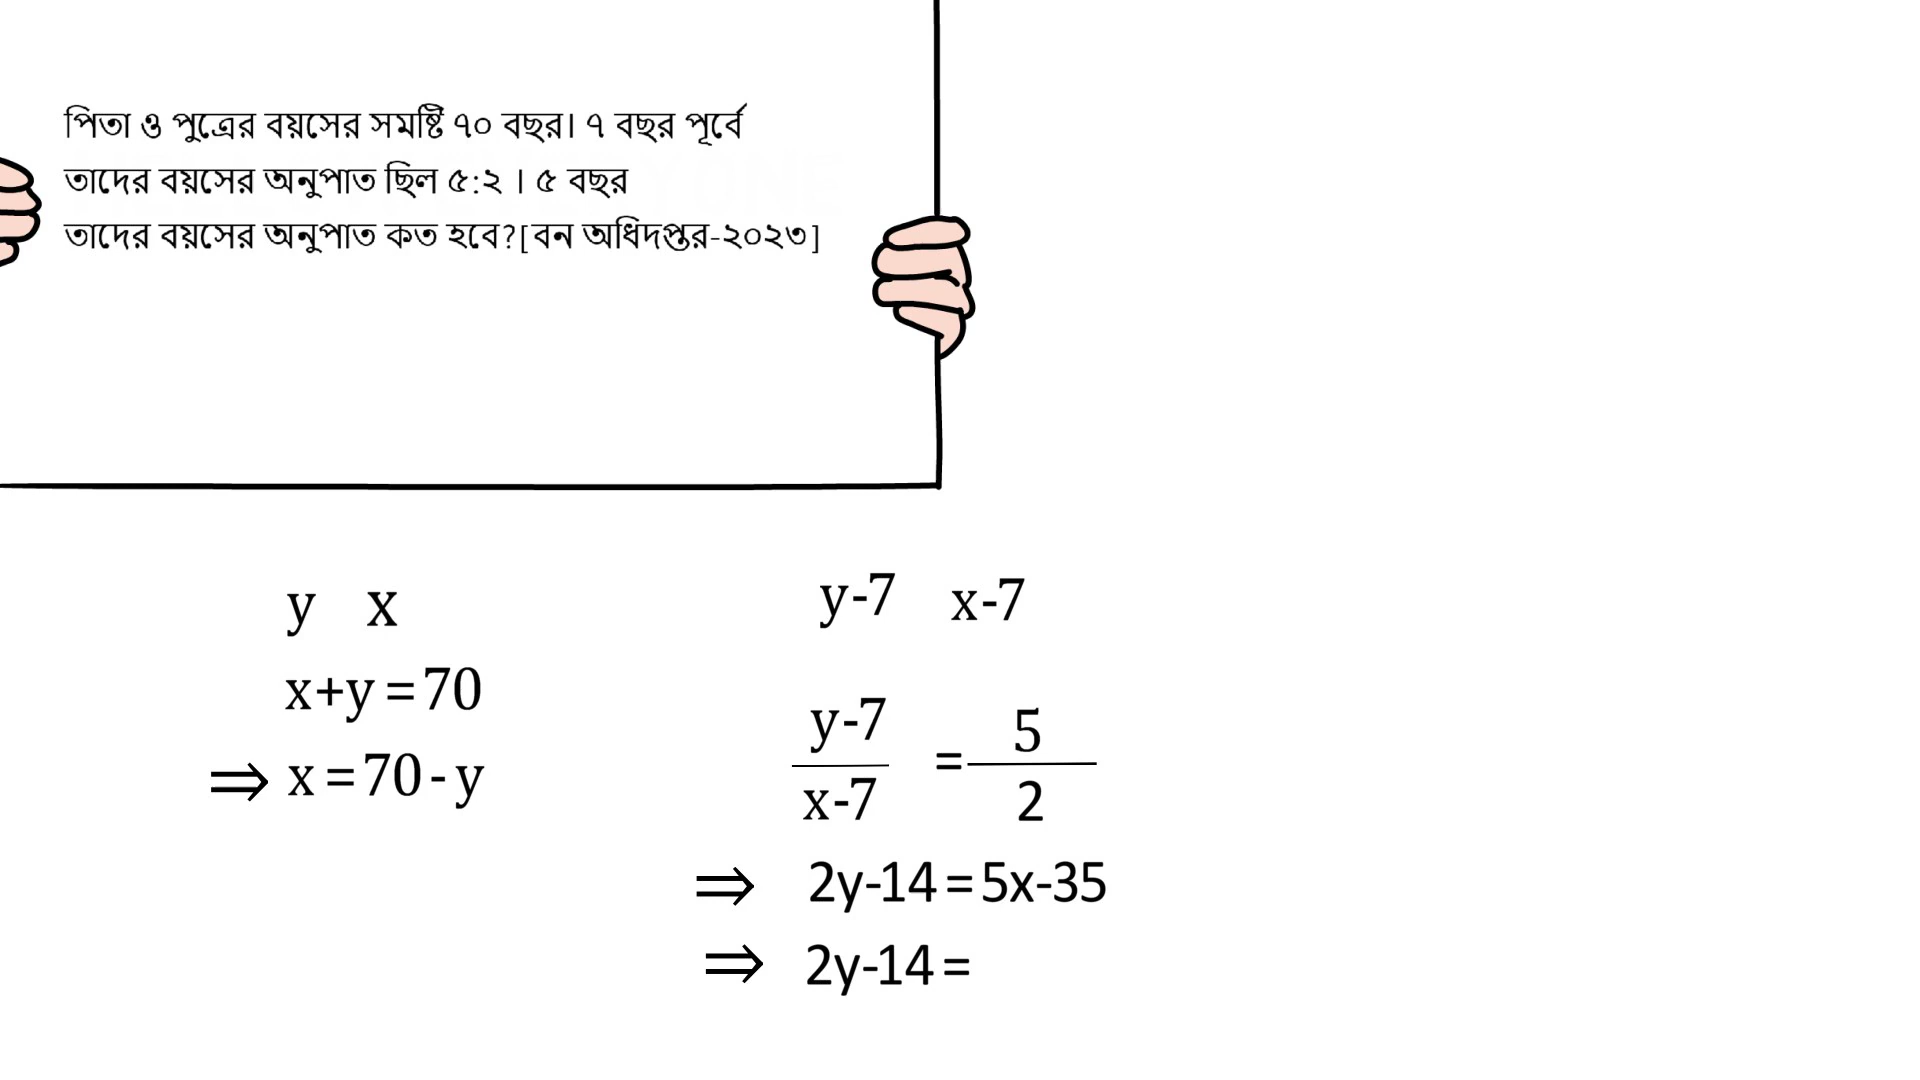 পিতা ও পুত্রের বয়সের সমষ্টি ৭০ বছর। ৭ বছর পূর্বে
তাদের বয়সের অনুপাত ছিল ৫:২ । ৫ বছর
তাদের বয়সের অনুপাত কত হবে?[বন অধিদপ্তর-২০২৩]
y x
x+y=70
⇒ x=70-y
y-7 x-7
y-7
x-7
=
5
2
⇒ 2y-14=5x-35
⇒ 2y-14=